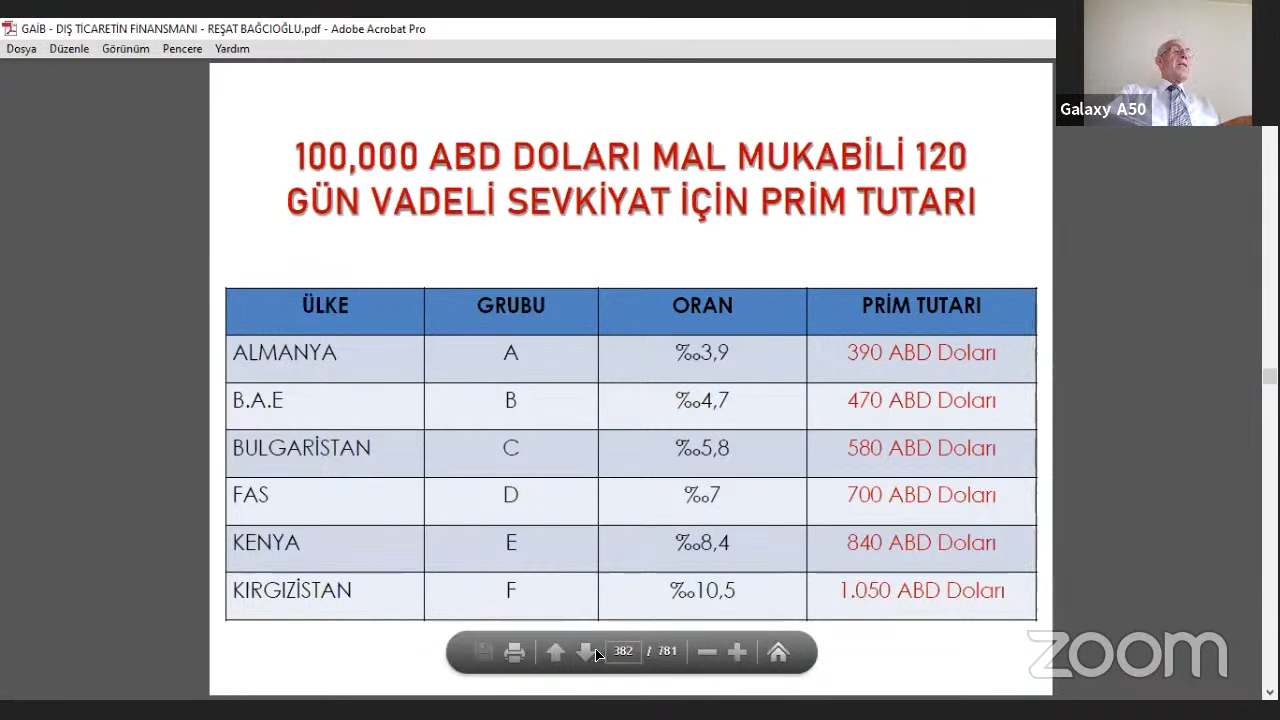 GAİB - DIŞ TİCARETİN FİNANSMANI - REŞAT BAĞCIOĞLU.pdf - Adobe Acrobat Pro
Dosya Düzenle Görünüm Pencere Yardım
Galaxy A50
100,000 ABD DOLARI MAL MUKABİLİ 120
GÜN VADELİ SEVKİYAT İÇİN PRİM TUTARI
ÜLKE GRUBU ORAN PRİM TUTARI
ALMANYA A ‰3,9 390 ABD Doları
B.A.E B ‰4,7 470 ABD Doları
BULGARİSTAN C ‰5,8 580 ABD Doları
FAS D ‰7 700 ABD Doları
KENYA E ‰8,4 840 ABD Doları
KIRGIZİSTAN F ‰10,5 1.050 ABD Doları
382 / 781
zoom